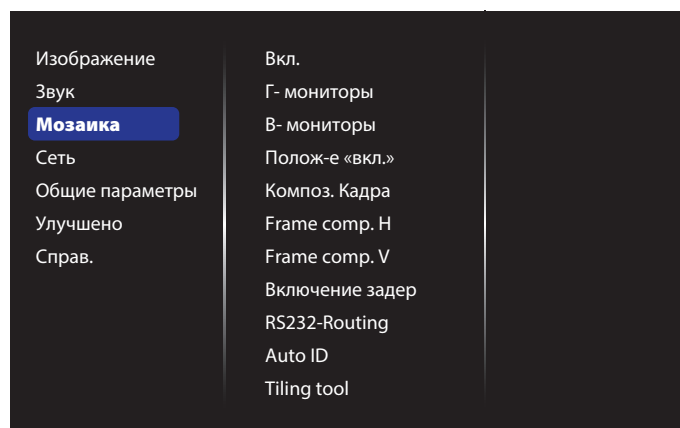 Изображение
Звук
Мозаика
Сеть
Общие параметры
Улучшено
Справ.
Вкл.
Г- мониторы
В- мониторы
Полож-е «вкл.»
Композ. Кадра
Frame comp. H
Frame comp. V
Включение задер
RS232-Routing
Auto ID
Tiling tool